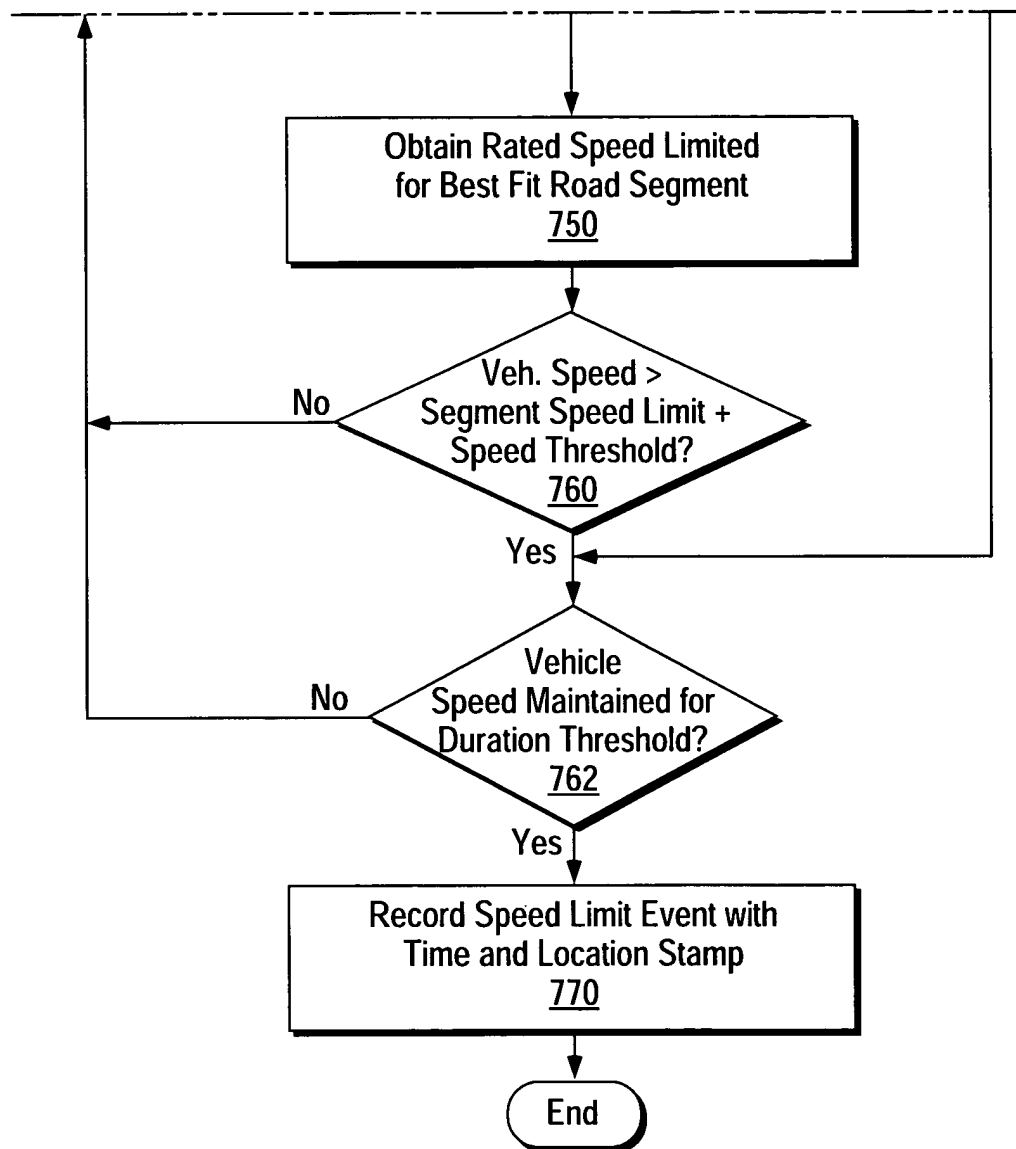 Obtain Rated Speed Limited
for Best Fit Road Segment
750
Veh. Speed >
Segment Speed Limit +
Speed Threshold?
760
No
Yes
Vehicle
Speed Maintained for
Duration Threshold?
762
No
Yes
Record Speed Limit Event with
Time and Location Stamp
770
End